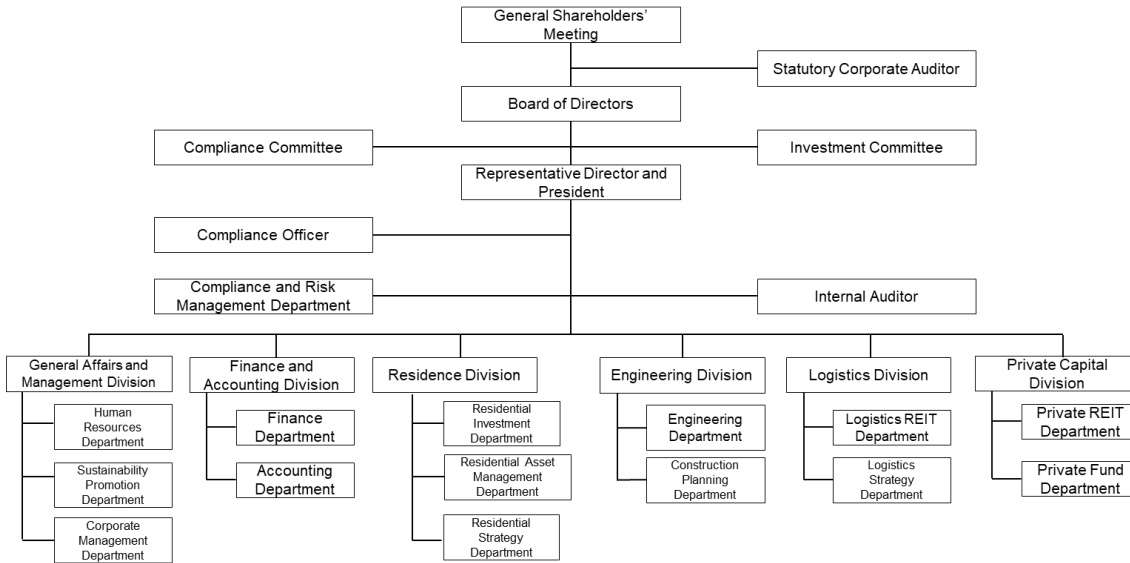 General Shareholders’
Meeting
Statutory Corporate Auditor
Board of Directors
Compliance Committee
Investment Committee
Representative Director and
President
Compliance Officer
Compliance and Risk
Management Department
Internal Auditor
General Affairs and
Management Division
Finance and
Accounting Division
Residence Division
Engineering Division
Logistics Division
Private Capital
Division
Human
Resources
Department
Sustainability
Promotion
Department
Corporate
Management
Department
Finance
Department
Accounting
Department
Residential
Investment
Department
Residential Asset
Management
Department
Residential
Strategy
Department
Engineering
Department
Construction
Planning
Department
Logistics REIT
Department
Logistics
Strategy
Department
Private REIT
Department
Private Fund
Department